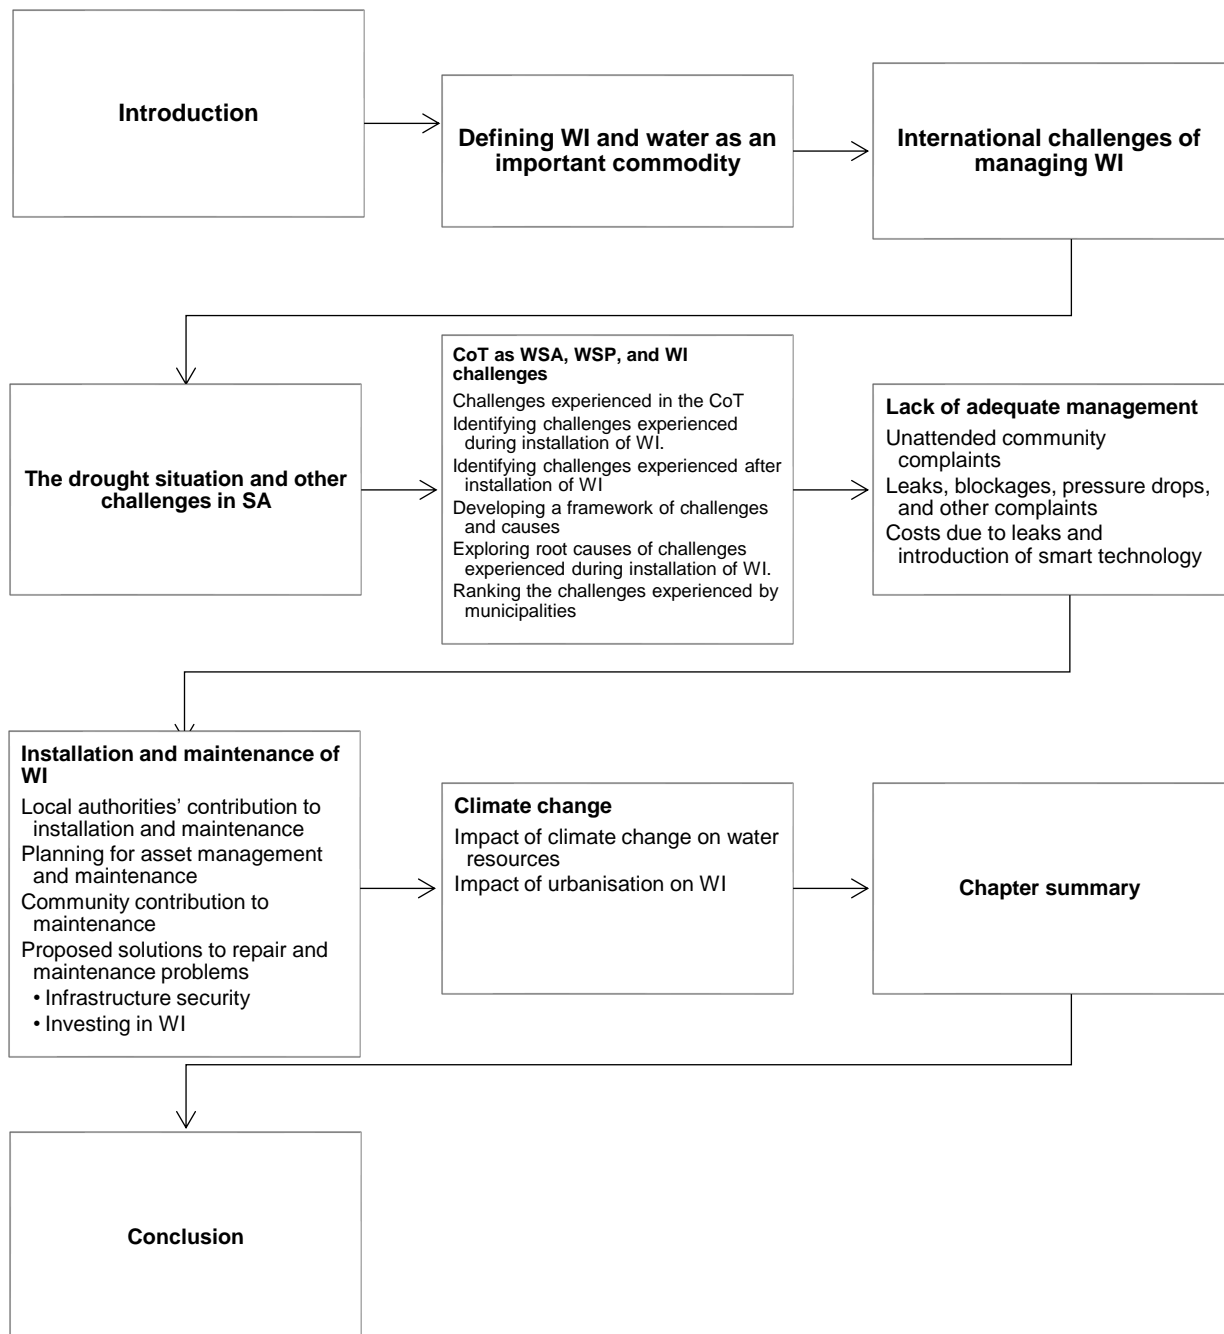 Introduction
Defining WI and water as an
important commodity
International challenges of
managing WI
The drought situation and other
challenges in SA
CoT as WSA, WSP, and WI
challenges
Challenges experienced in the CoT
Identifying challenges experienced
during installation of WI.
Identifying challenges experienced after
installation of WI
Developing a framework of challenges
and causes
Exploring root causes of challenges
experienced during installation of WI.
Ranking the challenges experienced by
municipalities
Lack of adequate management
Unattended community
complaints
Leaks, blockages, pressure drops,
and other complaints
Costs due to leaks and
introduction of smart technology
Installation and maintenance of
WI
Local authorities’ contribution to
installation and maintenance
Planning for asset management
and maintenance
Community contribution to
maintenance
Proposed solutions to repair and
maintenance problems
• Infrastructure security
• Investing in WI
Climate change
Impact of climate change on water
resources
Impact of urbanisation on WI
Chapter summary
Conclusion